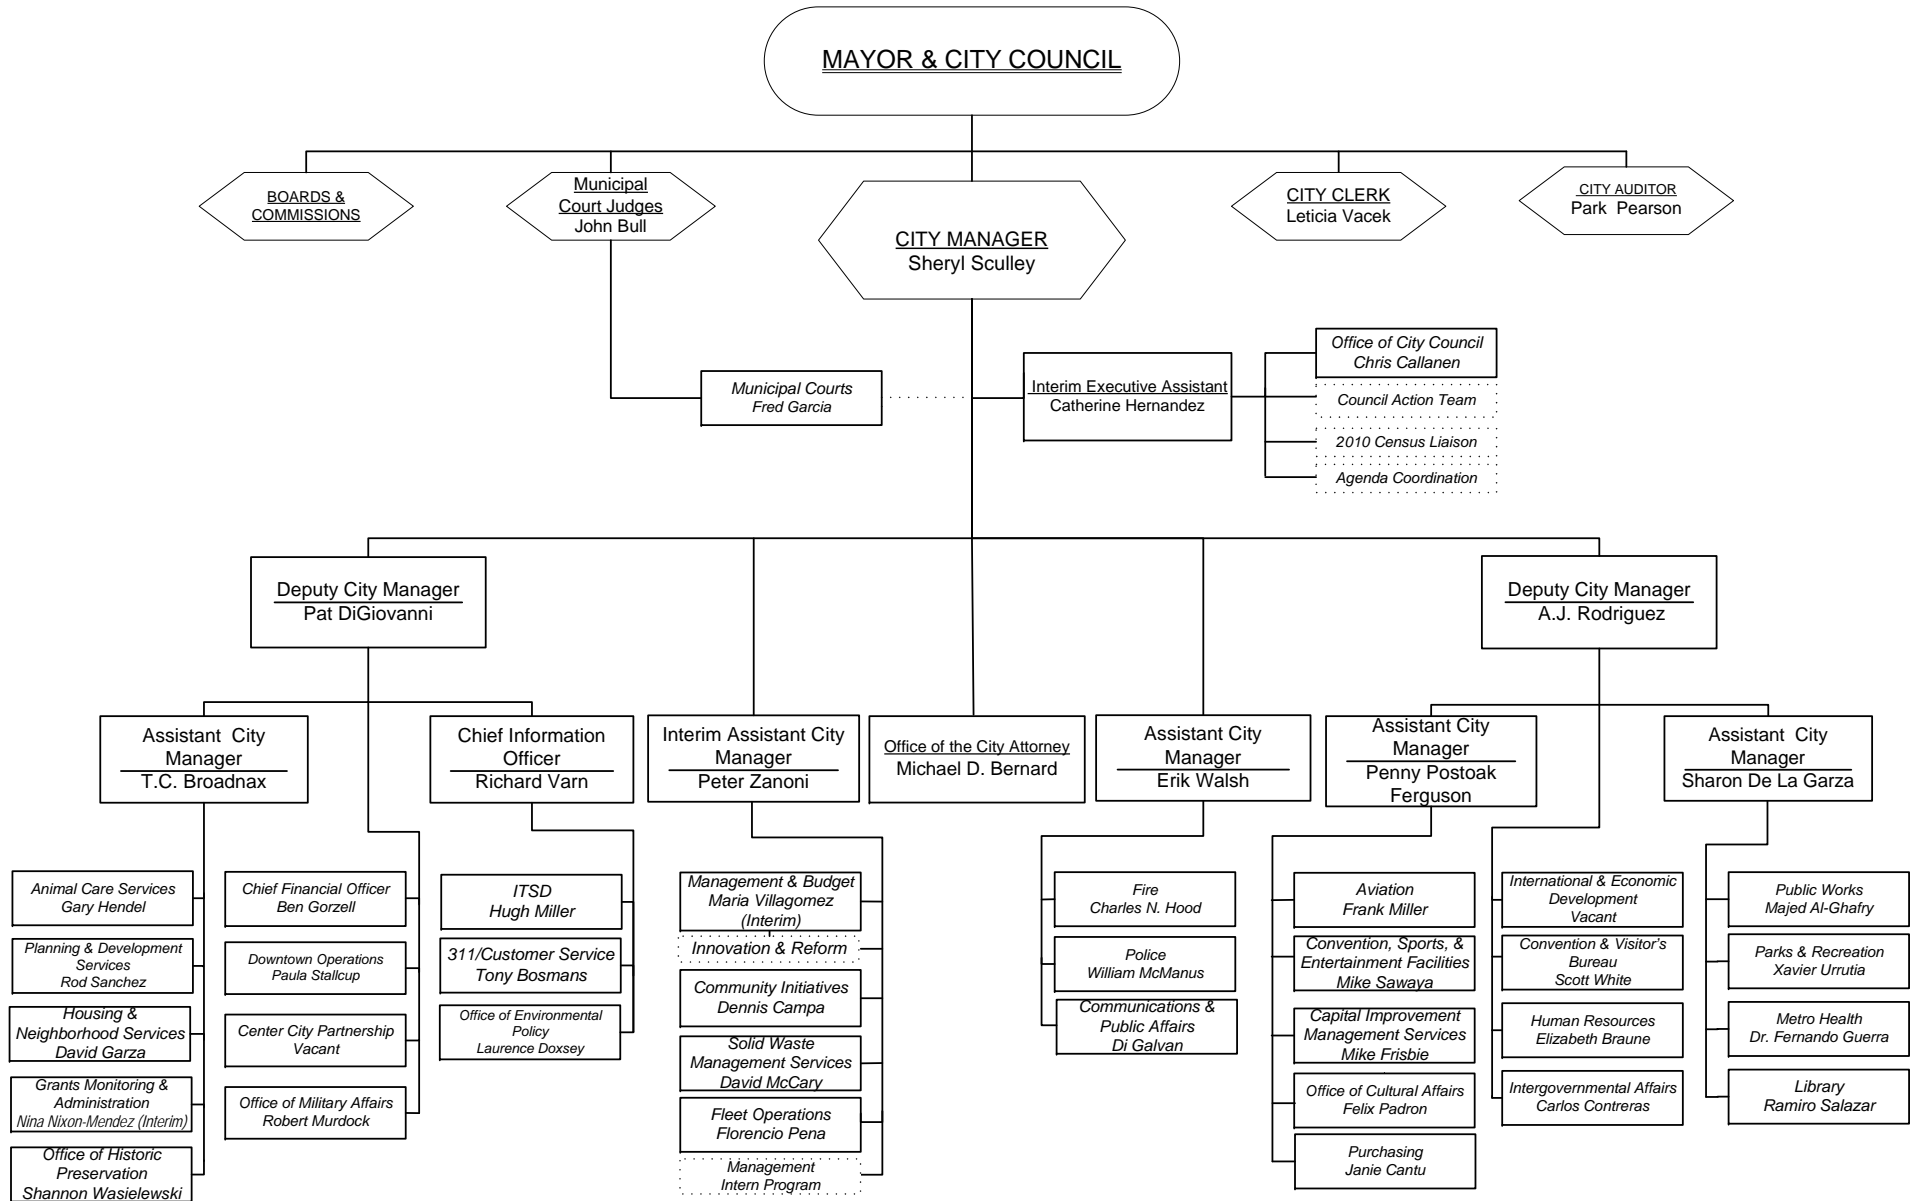 MAYOR & CITY COUNCIL
BOARDS &
COMMISSIONS
Municipal
Court Judges
John Bull
CITY MANAGER
Sheryl Sculley
CITY CLERK
Leticia Vacek
CITY AUDITOR
Park Pearson
Municipal Courts
Fred Garcia
Interim Executive Assistant
Catherine Hernandez
Office of City Council
Chris Callanen
Council Action Team
2010 Census Liaison
Agenda Coordination
Deputy City Manager
Pat DiGiovanni
Deputy City Manager
A.J. Rodriguez
Assistant City
Manager
T.C. Broadnax
Chief Information
Officer
Richard Varn
Interim Assistant City
Manager
Peter Zanoni
Office of the City Attorney
Michael D. Bernard
Assistant City
Manager
Erik Walsh
Assistant City
Manager
Penny Postoak
Ferguson
Assistant City
Manager
Sharon De La Garza
Animal Care Services
Gary Hendel
Planning & Development
Services
Rod Sanchez
Housing &
Neighborhood Services
David Garza
Grants Monitoring &
Administration
Nina Nixon-Mendez (Interim)
Office of Historic
Preservation
Shannon Wasielewski
Chief Financial Officer
Ben Gorzell
Downtown Operations
Paula Stallcup
Center City Partnership
Vacant
Office of Military Affairs
Robert Murdock
ITSD
Hugh Miller
311/Customer Service
Tony Bosmans
Office of Environmental
Policy
Laurence Doxsey
Management & Budget
Maria Villagomez
(Interim)
Innovation & Reform
Community Initiatives
Dennis Campa
Solid Waste
Management Services
David McCary
Fleet Operations
Florencio Pena
Management
Intern Program
Fire
Charles N. Hood
Police
William McManus
Communications &
Public Affairs
Di Galvan
Aviation
Frank Miller
Convention, Sports, &
Entertainment Facilities
Mike Sawaya
Capital Improvement
Management Services
Mike Frisbie
Office of Cultural Affairs
Felix Padron
Purchasing
Janie Cantu
International & Economic
Development
Vacant
Convention & Visitor's
Bureau
Scott White
Human Resources
Elizabeth Braune
Intergovernmental Affairs
Carlos Contreras
Public Works
Majed Al-Ghafry
Parks & Recreation
Xavier Urrutia
Metro Health
Dr. Fernando Guerra
Library
Ramiro Salazar